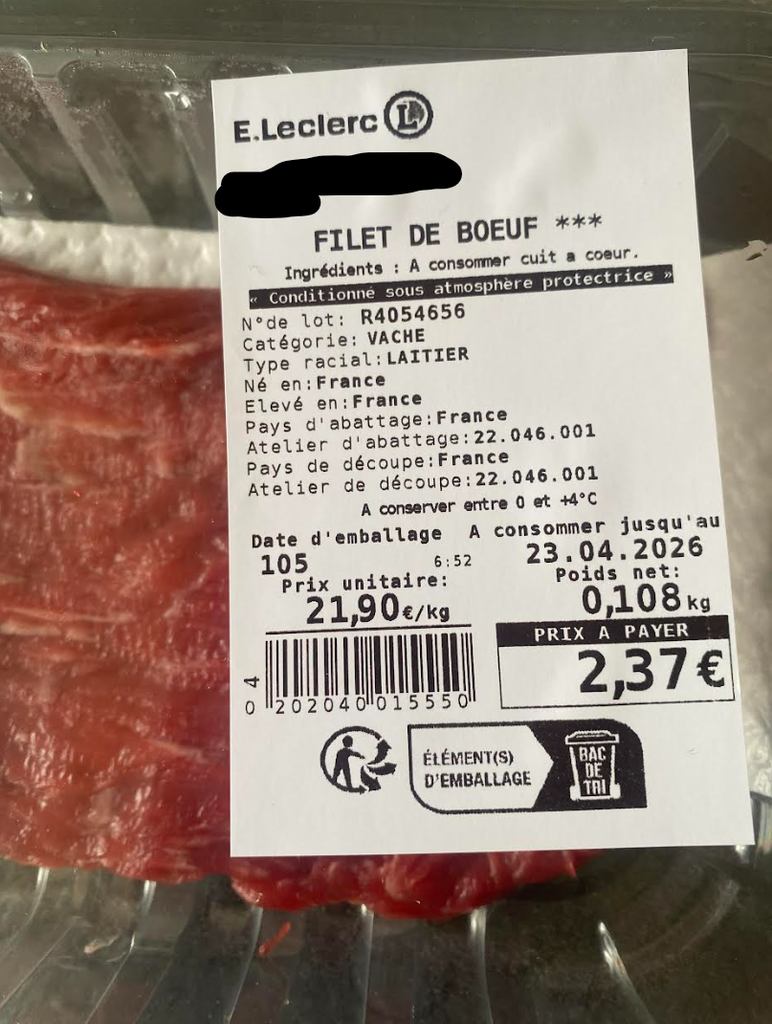 E.Leclerc L
FILET DE BOEUF ***
Ingrédients : A consommer cuit a coeur.
« Conditionné sous atmosphère protectrice »
N°de lot: R4054656
Catégorie: VACHE
Type racial:LAITIER
Né en:France
Elevé en:France
Pays d'abattage:France
Atelier d'abattage:22.046.001
Pays de découpe:France
Atelier de découpe:22.046.001
A conserver entre 0 et +4°C
Date d'emballage A consommer jusqu'au
105 6:52 23.04.2026
Prix unitaire: Poids net:
21,90€/kg 0,108kg
PRIX A PAYER
2,37€
04
0 202040 015550
ÉLÉMENT(S)
D'EMBALLAGE
BAC
DE
TRI